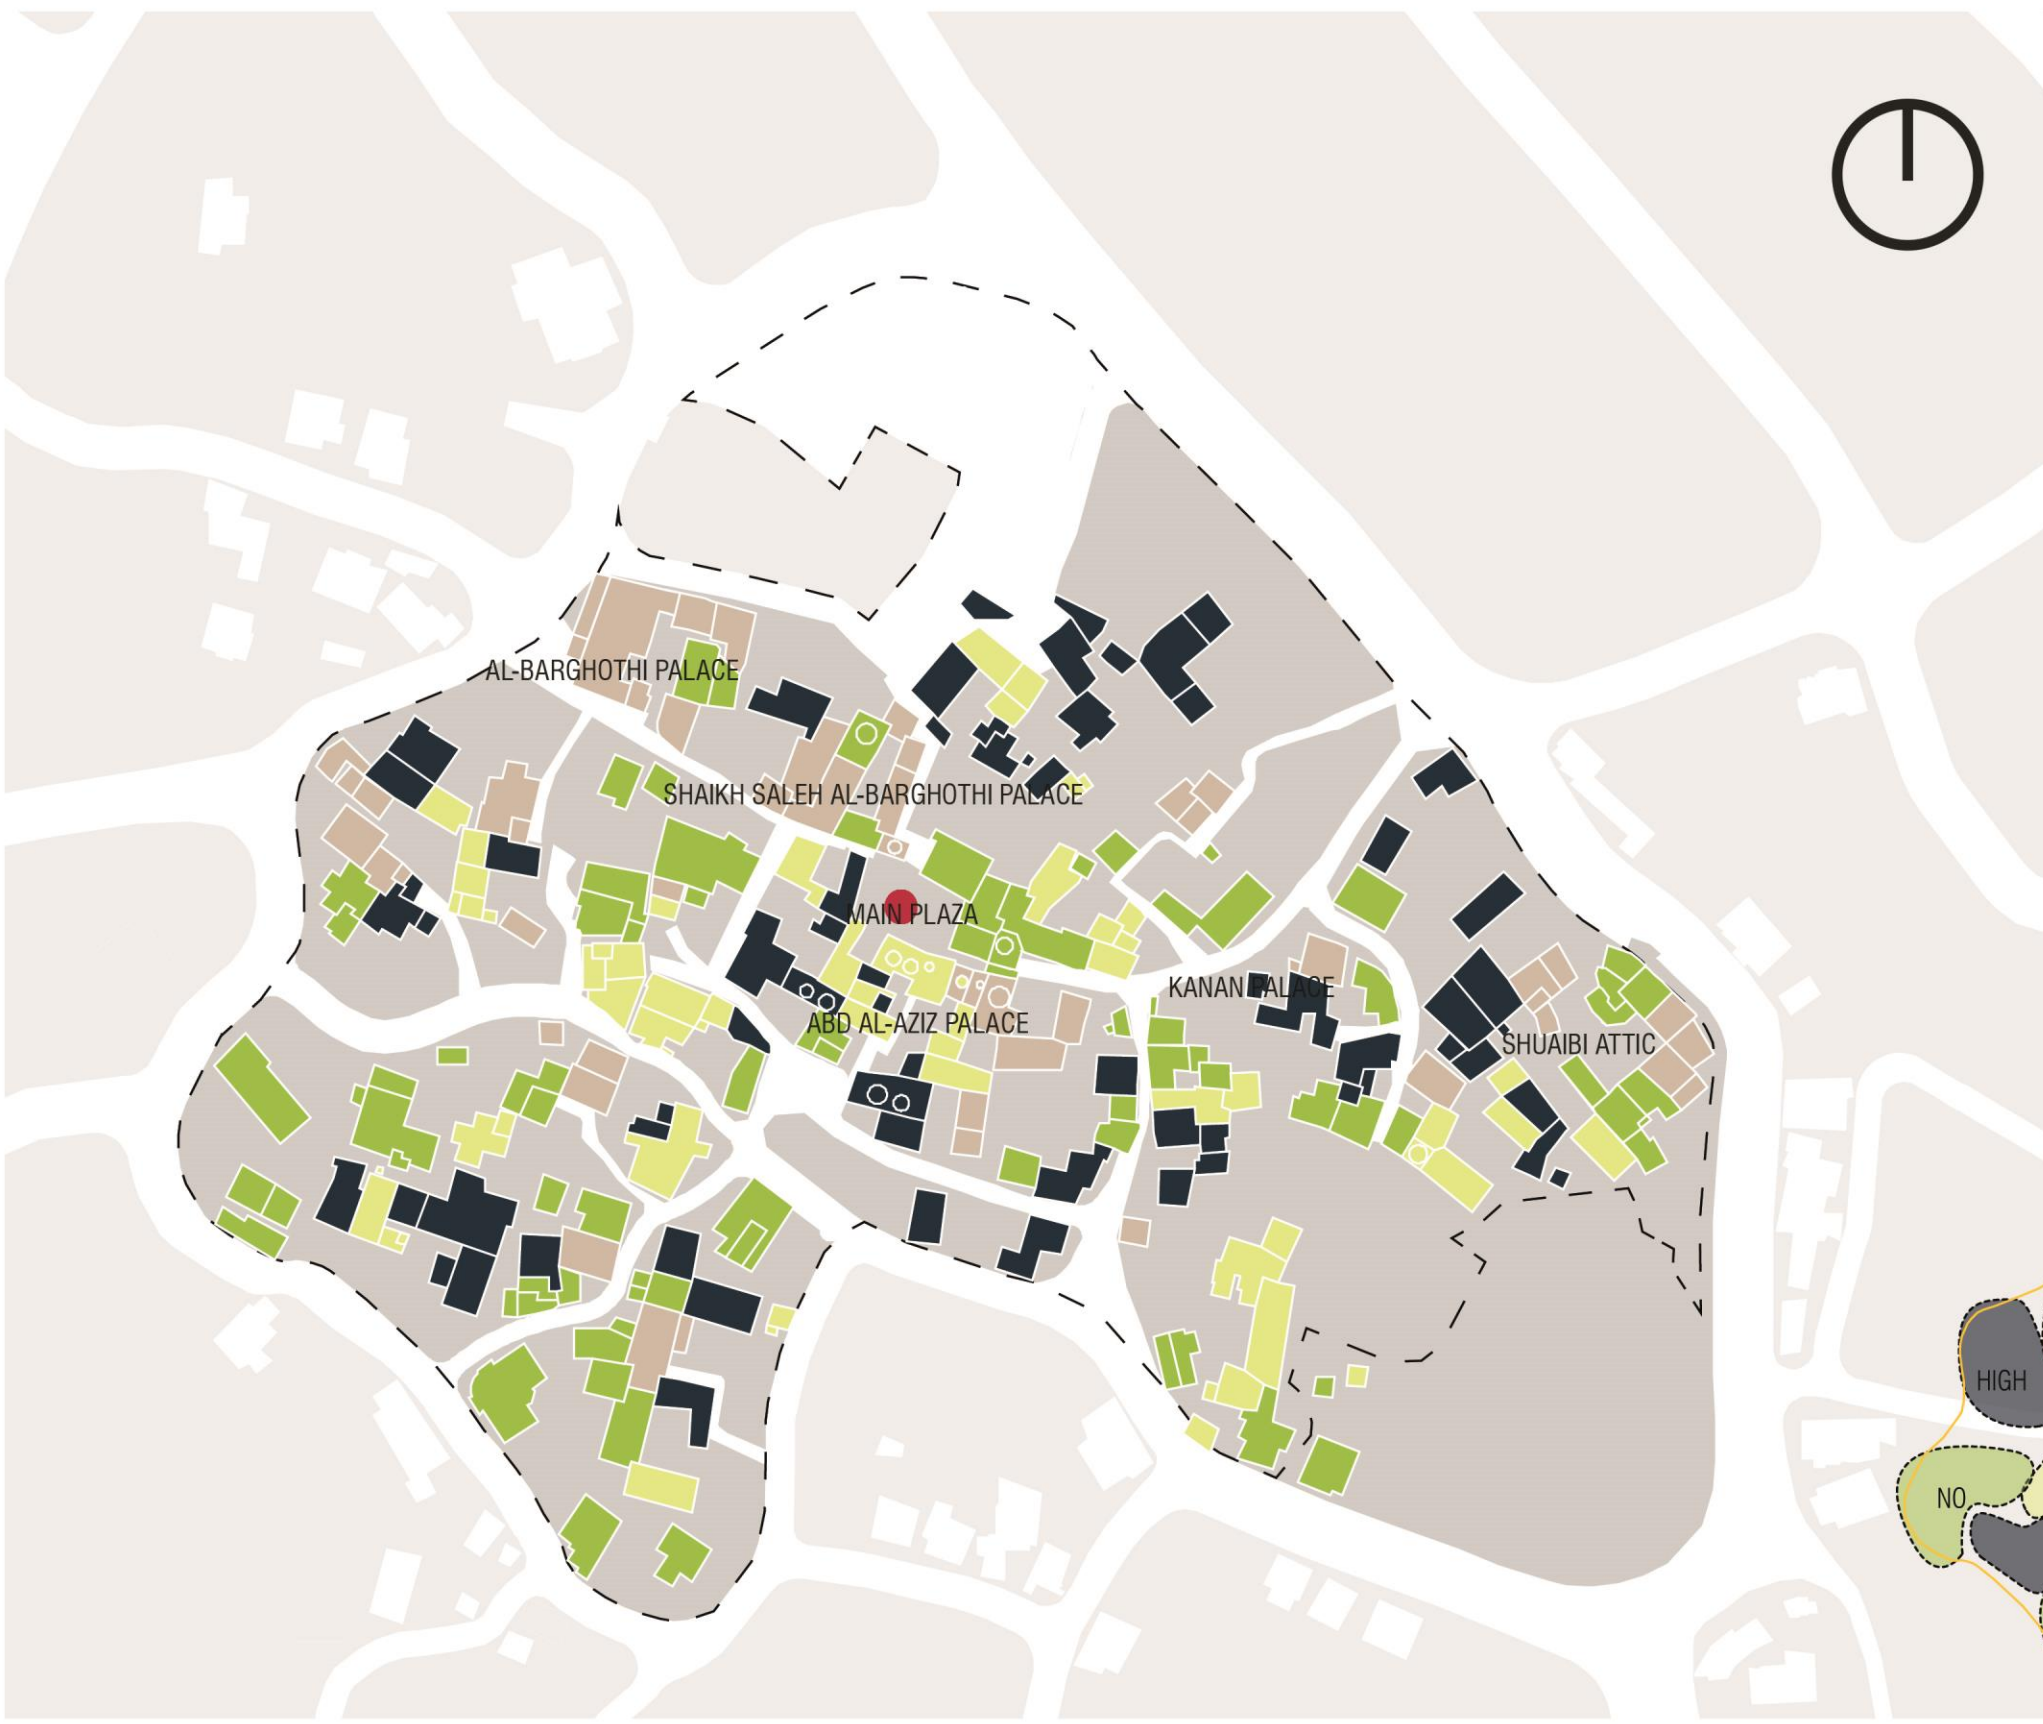 AL-BARGHOTHI PALACE
SHAIKH SALEH AL-BARGHOTHI PALACE
MAIN PLAZA
KANAN PALACE
ABD AL-AZIZ PALACE
SHUAIBI ATTIC
HIGH
NO